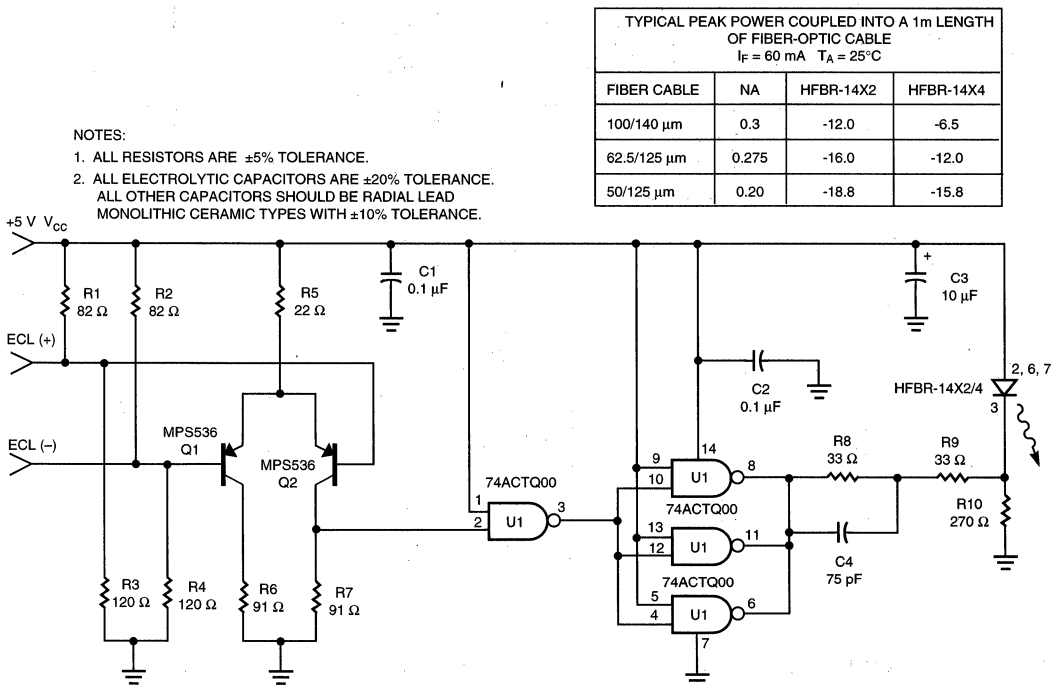 TYPICAL PEAK POWER COUPLED INTO A 1m LENGTH
OF FIBER-OPTIC CABLE
IF = 60 mA TA = 25°C
FIBER CABLE NA HFBR-14X2 HFBR-14X4
100/140 µm 0.3 -12.0 -6.5
62.5/125 µm 0.275 -16.0 -12.0
50/125 µm 0.20 -18.8 -15.8
NOTES:
1. ALL RESISTORS ARE ±5% TOLERANCE.
2. ALL ELECTROLYTIC CAPACITORS ARE ±20% TOLERANCE.
ALL OTHER CAPACITORS SHOULD BE RADIAL LEAD
MONOLITHIC CERAMIC TYPES WITH ±10% TOLERANCE.
+5 V VCC
R1
82 Ω
R2
82 Ω
R5
22 Ω
C1
0.1 µF
+
C3
10 µF
ECL (+)
C2
0.1 µF
HFBR-14X2/4
2, 6, 7
3
ECL (–)
MPS536
Q1
MPS536
Q2
74ACTQ00
1
2
U1
3
14
9
10
U1
8
74ACTQ00
13
12
U1
11
74ACTQ00
5
4
U1
6
7
R8
33 Ω
R9
33 Ω
C4
75 pF
R10
270 Ω
R3
120 Ω
R4
120 Ω
R6
91 Ω
R7
91 Ω